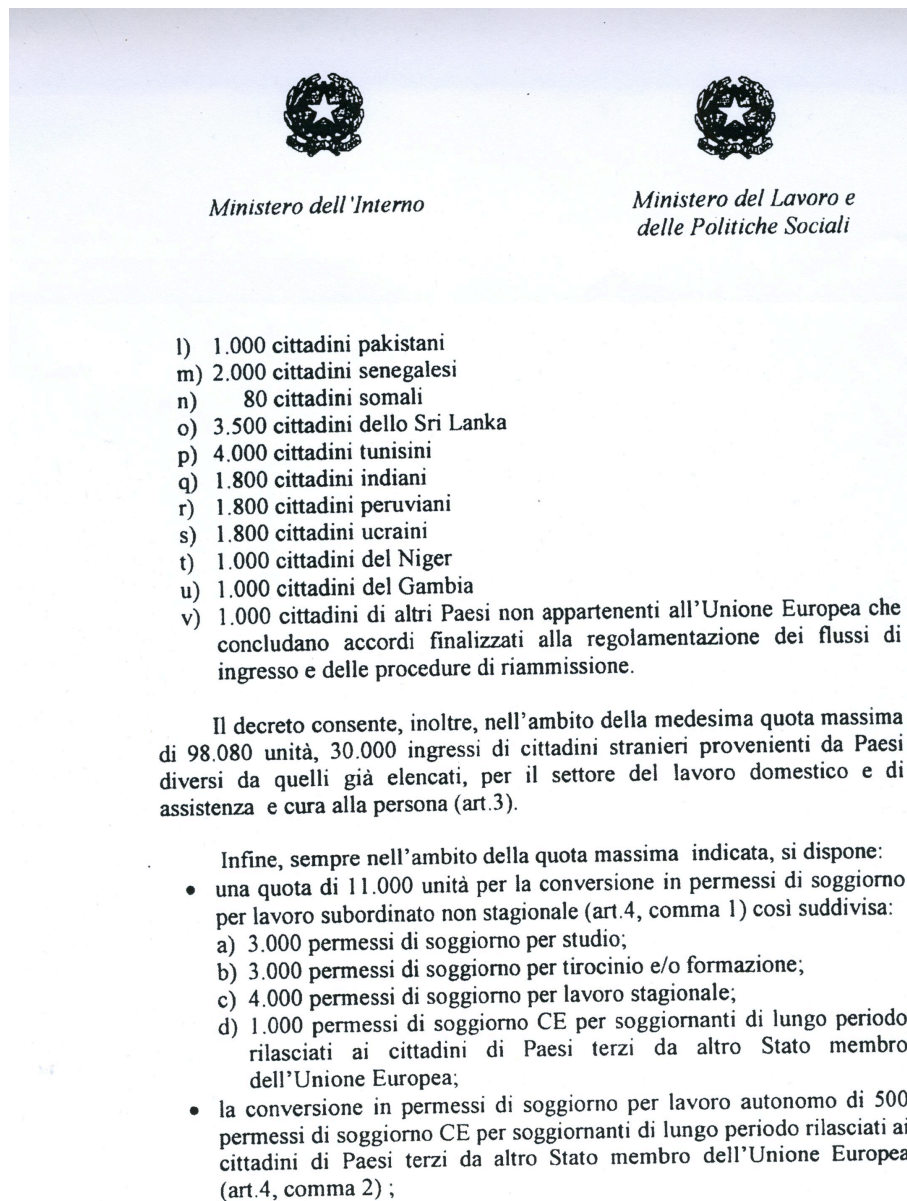 Ministero dell'Interno
Ministero del Lavoro e
delle Politiche Sociali
l) 1.000 cittadini pakistani
m) 2.000 cittadini senegalesi
n) 80 cittadini somali
o) 3.500 cittadini dello Sri Lanka
p) 4.000 cittadini tunisini
q) 1.800 cittadini indiani
r) 1.800 cittadini peruviani
s) 1.800 cittadini ucraini
t) 1.000 cittadini del Niger
u) 1.000 cittadini del Gambia
v) 1.000 cittadini di altri Paesi non appartenenti all'Unione Europea che
concludano accordi finalizzati alla regolamentazione dei flussi di
ingresso e delle procedure di riammissione.
Il decreto consente, inoltre, nell'ambito della medesima quota massima
di 98.080 unità, 30.000 ingressi di cittadini stranieri provenienti da Paesi
diversi da quelli già elencati, per il settore del lavoro domestico e di
assistenza e cura alla persona (art.3).
Infine, sempre nell'ambito della quota massima indicata, si dispone:
• una quota di 11.000 unità per la conversione in permessi di soggiorno
per lavoro subordinato non stagionale (art.4, comma 1) così suddivisa:
a) 3.000 permessi di soggiorno per studio;
b) 3.000 permessi di soggiorno per tirocinio e/o formazione;
c) 4.000 permessi di soggiorno per lavoro stagionale;
d) 1.000 permessi di soggiorno CE per soggiornanti di lungo periodo
rilasciati ai cittadini di Paesi terzi da altro Stato membro
dell'Unione Europea;
• la conversione in permessi di soggiorno per lavoro autonomo di 500
permessi di soggiorno CE per soggiornanti di lungo periodo rilasciati ai
cittadini di Paesi terzi da altro Stato membro dell'Unione Europea
(art.4, comma 2) ;